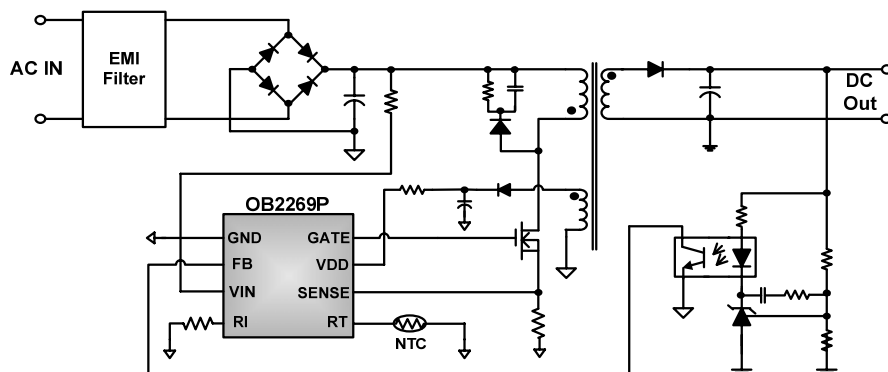 AC IN
EMI
Filter
DC
Out
OB2269P
GND
GATE
FB
VDD
VIN
SENSE
RI
RT
NTC